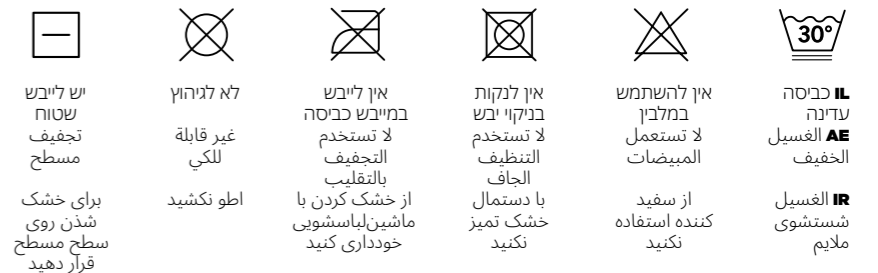 30°
IL כביסה
עדינה
AE الغسيل
الخفيف
IR الغسيل
شستشوی
ملایم
אין להשתמש
במלבין
لا تستعمل
المبيضات
از سفید
کننده استفاده
نکنید
אין לנקות
בניקוי יבש
لا تستخدم
التنظيف
الجاف
با دستمال
خشک تمیز
نکنید
אין לייבש
במייבש כביסה
لا تستخدم
التجفيف
بالتقليب
از خشک کردن با
ماشین‌لباسشویی
خودداری کنید
לא לגיהוץ
غير قابلة
للكي
اطو نکشید
יש לייבש
שטוח
تجفيف
مسطح
برای خشک
شذن روی
سطح مسطح
قرار دهید